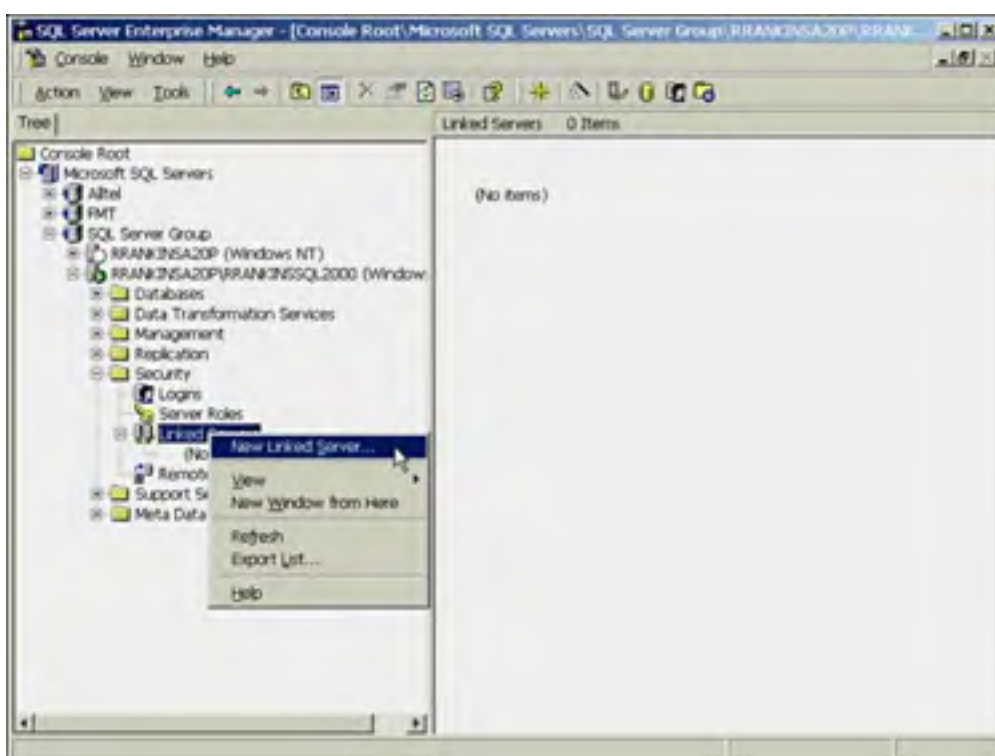 SQL Server Enterprise Manager - [Console Root\Microsoft SQL Servers\SQL Server Group\RRANKINSA20P\RRANK
Console Window Help
Action View Tools
Tree
Linked Servers 0 Items
Console Root
Microsoft SQL Servers
Alltel
FMT
SQL Server Group
RRANKINSA20P (Windows NT)
RRANKINSA20P\RRANKINSSQL2000 (Window
Databases
Data Transformation Services
Management
Replication
Security
Logins
Server Roles
Linked
(No
Remot
Support Se
Meta Data
New Linked Server...
View
New Window from Here
Refresh
Export List...
Help
(No items)